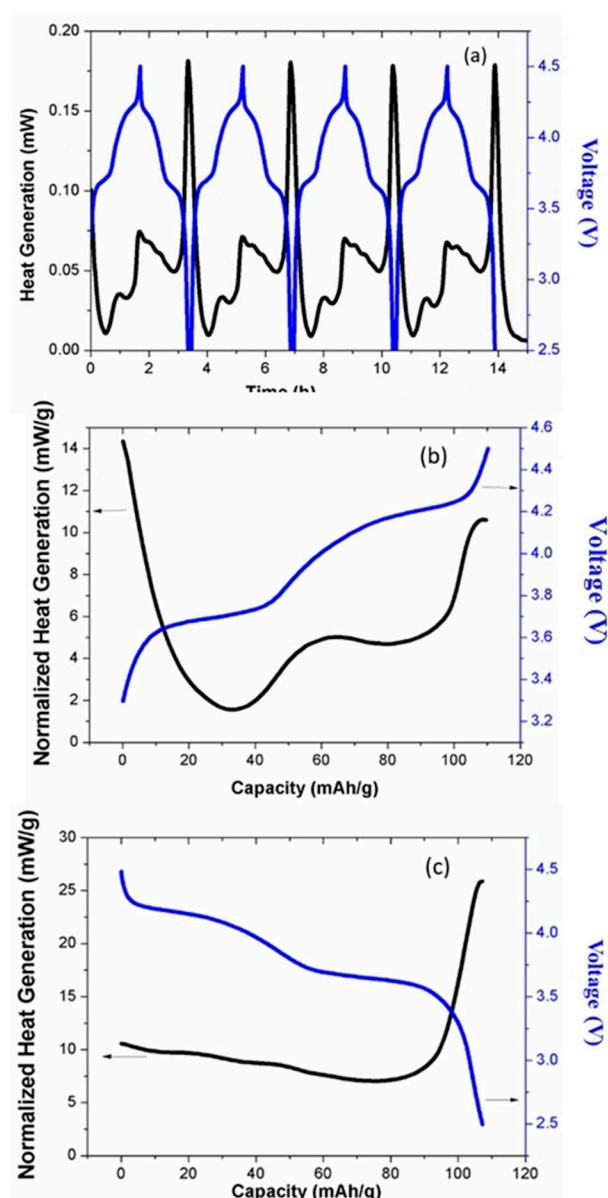 (a)
Heat Generation (mW)
0.20
0.15
0.10
0.05
0.00
Voltage (V)
4.5
4.0
3.5
3.0
2.5
0 2 4 6 8 10 12 14
Time (h)
(b)
Normalized Heat Generation (mW/g)
14
12
10
8
6
4
2
0
Voltage (V)
4.6
4.4
4.2
4.0
3.8
3.6
3.4
3.2
0 20 40 60 80 100 120
Capacity (mAh/g)
(c)
Normalized Heat Generation (mW/g)
30
25
20
15
10
5
0
Voltage (V)
4.5
4.0
3.5
3.0
2.5
0 20 40 60 80 100 120
Capacity (mAh/g)